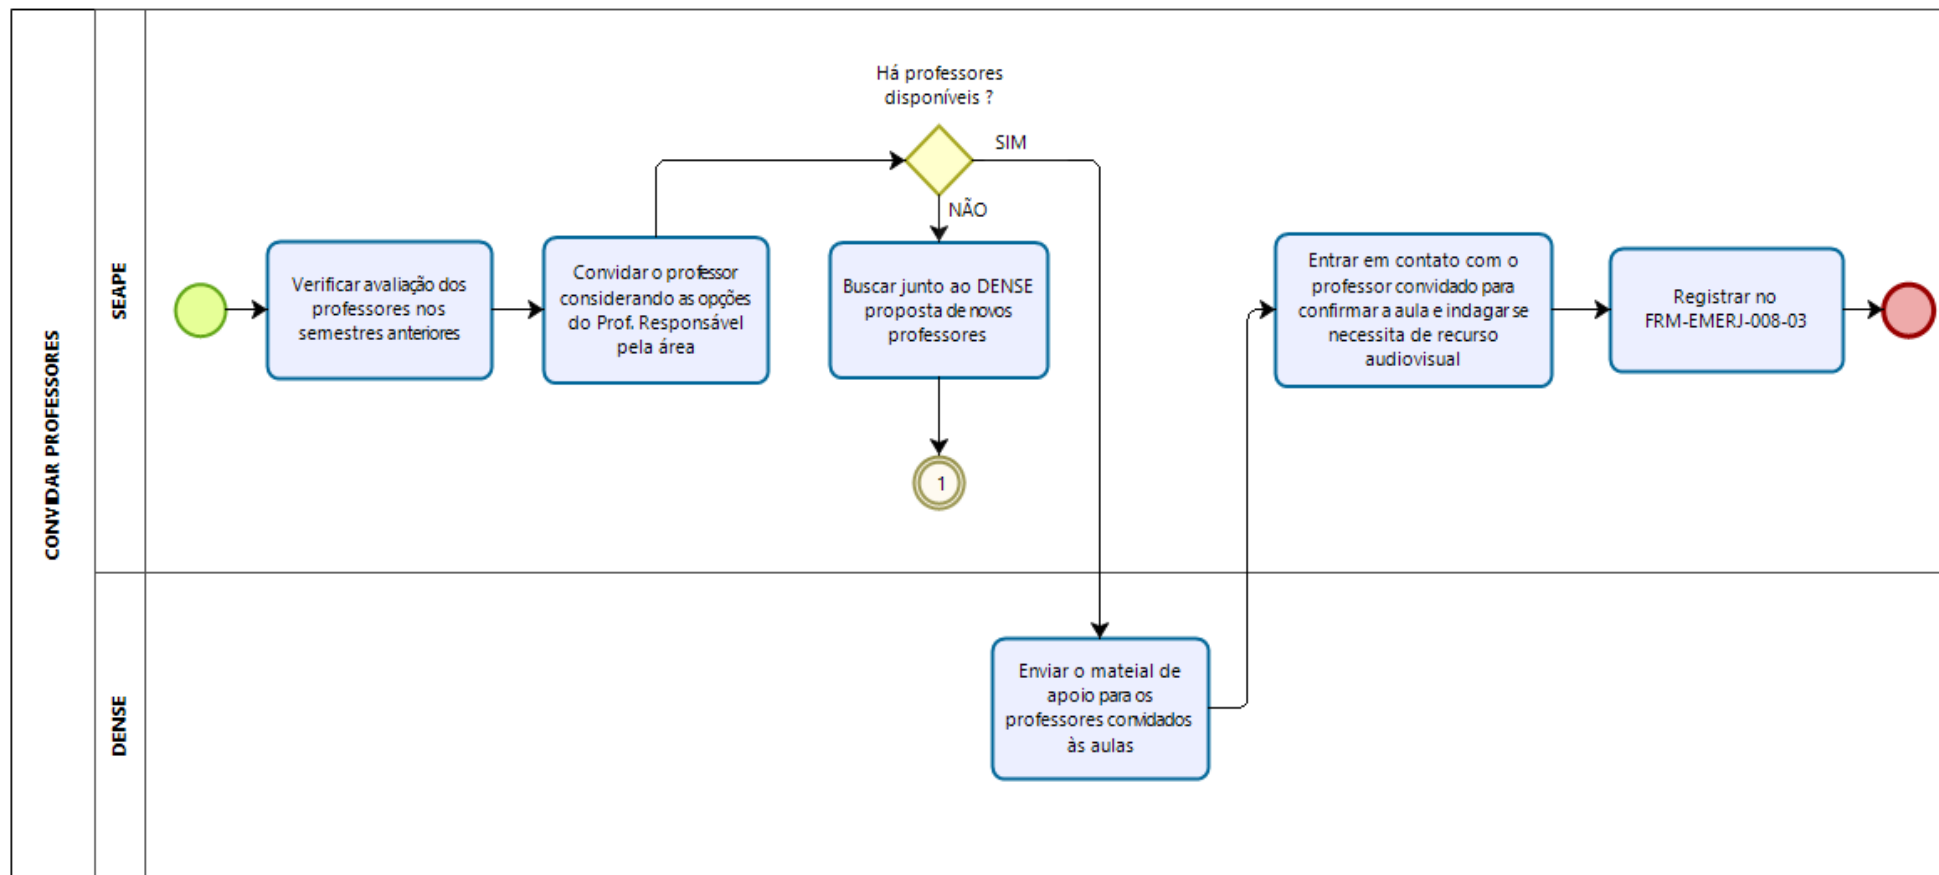 CONVIDAR PROFESSORES
SEAPE
Verificar avaliação dos
professores nos
semestres anteriores
Convidar o professor
considerando as opções
do Prof. Responsável
pela área
Há professores
disponíveis ?
SIM
NÃO
Buscar junto ao DENSE
proposta de novos
professores
1
Entrar em contato com o
professor convidado para
confirmar a aula e indagar se
necessita de recurso
audiovisual
Registrar no
FRM-EMERJ-008-03
DENSE
Enviar o mateial de
apoio para os
professores convidados
às aulas